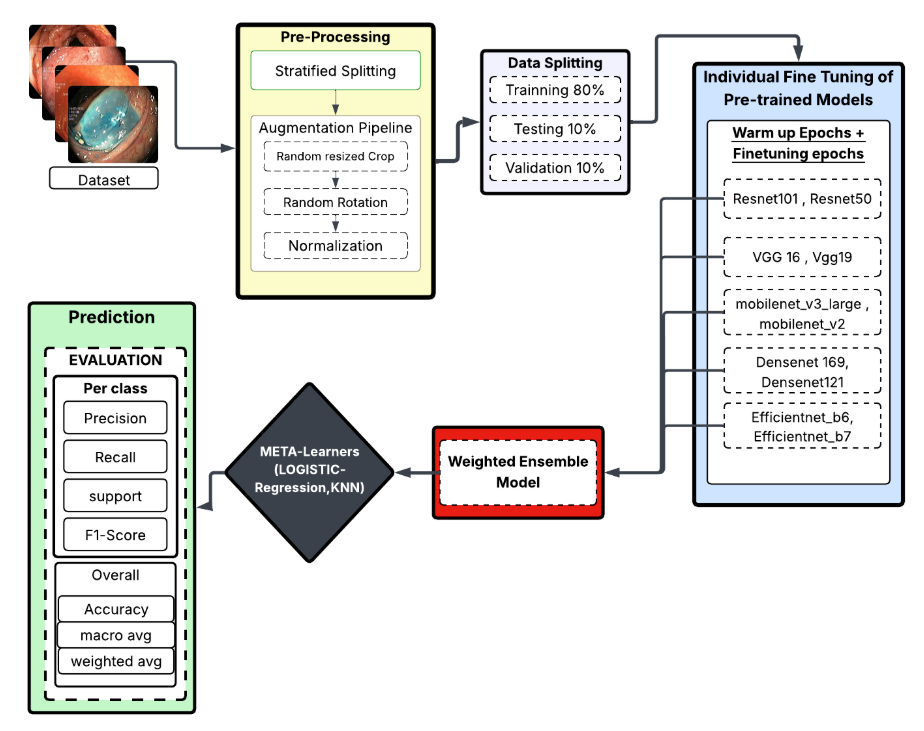 Dataset
Pre-Processing
Stratified Splitting
Augmentation Pipeline
Random resized Crop
Random Rotation
Normalization
Data Splitting
Trainning 80%
Testing 10%
Validation 10%
Individual Fine Tuning of
Pre-trained Models
Warm up Epochs +
Finetuning epochs
Resnet101 , Resnet50
VGG 16 , Vgg19
mobilenet_v3_large ,
mobilenet_v2
Densenet 169,
Densenet121
Efficientnet_b6,
Efficientnet_b7
Weighted Ensemble
Model
META-Learners
(LOGISTIC-
Regression,KNN)
Prediction
EVALUATION
Per class
Precision
Recall
support
F1-Score
Overall
Accuracy
macro avg
weighted avg